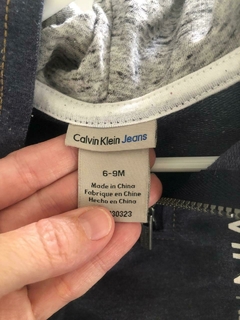 Calvin Klein Jeans
6-9M
Made in China
Fabriqué en Chine
Hecho en China